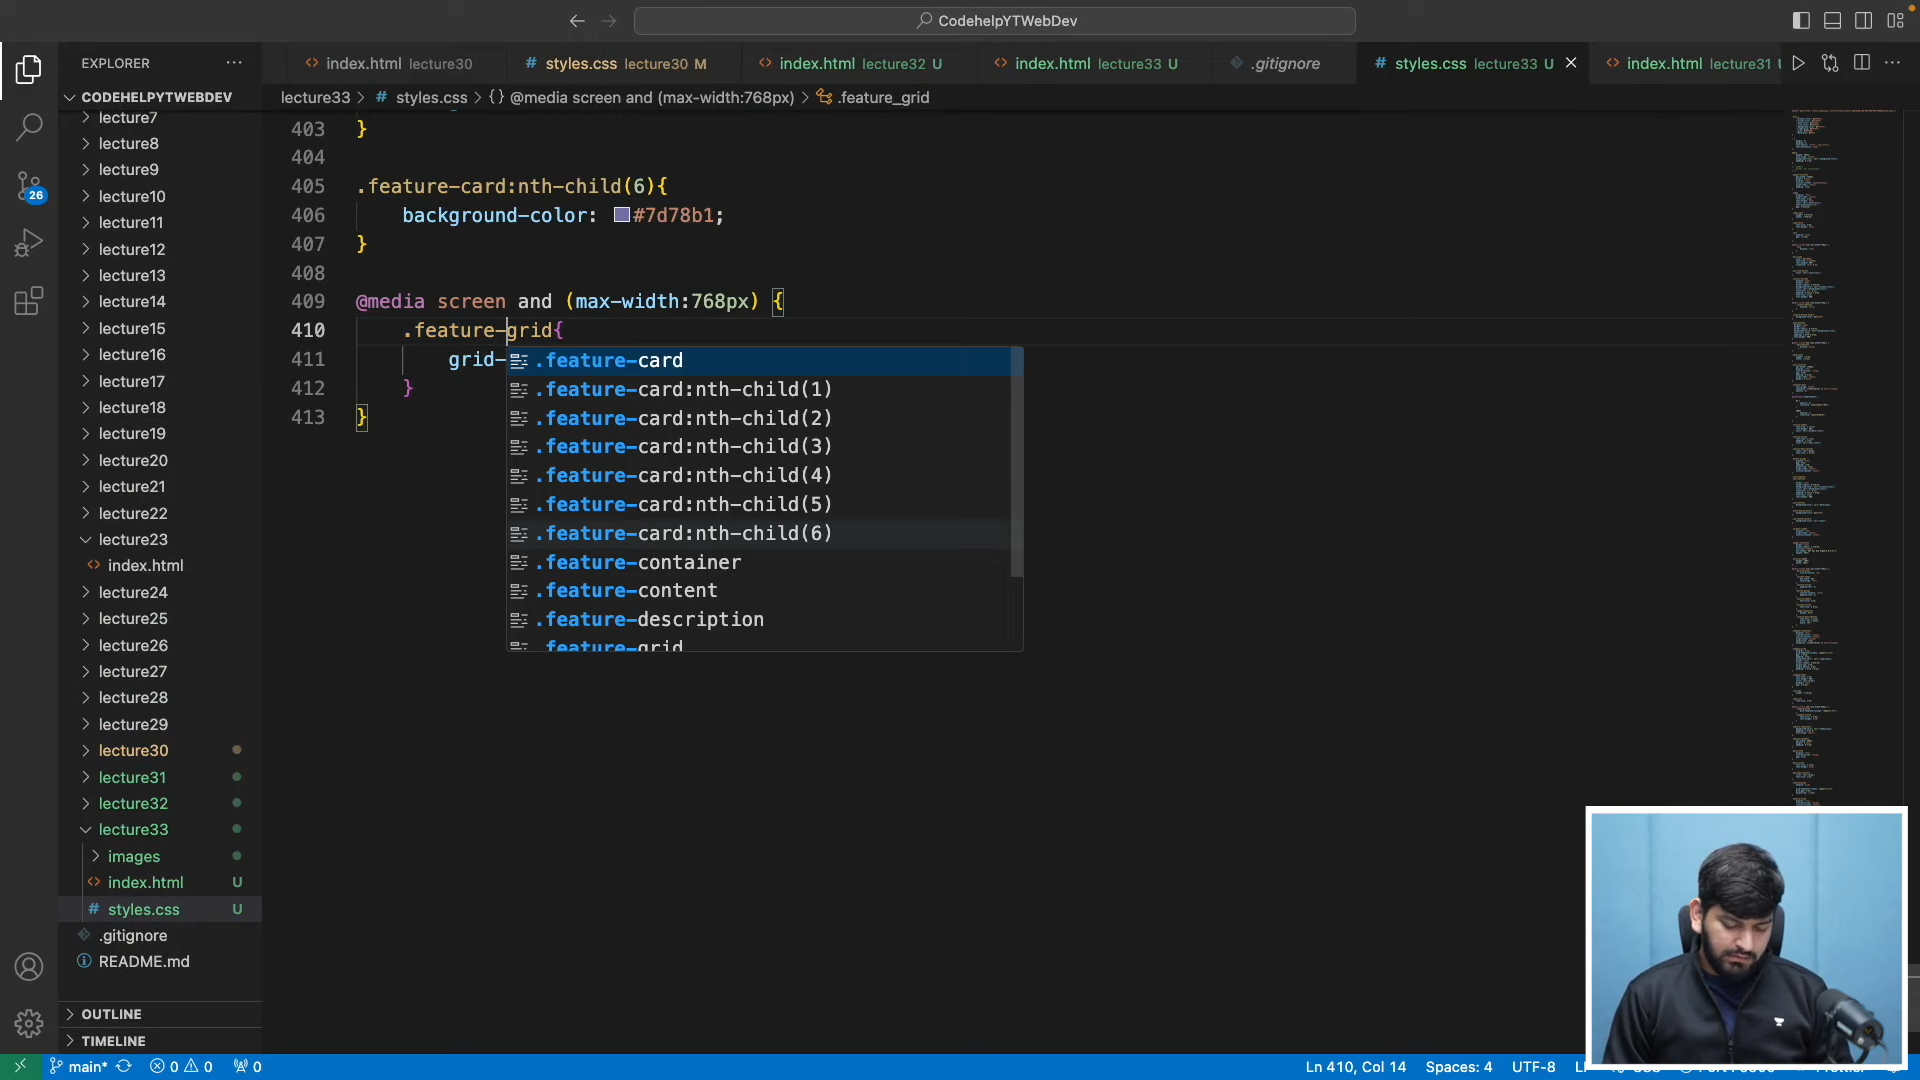 CodehelpYTWebDev
EXPLORER
index.html lecture30
styles.css lecture30 M
index.html lecture32 U
index.html lecture33 U
.gitignore
styles.css lecture33 U
index.html lecture31
CODEHELPYTWEBDEV
lecture33 > # styles.css > {} @media screen and (max-width:768px) > .feature_grid
lecture7
lecture8
lecture9
lecture10
lecture11
lecture12
lecture13
lecture14
lecture15
lecture16
lecture17
lecture18
lecture19
lecture20
lecture21
lecture22
lecture23
index.html
lecture24
lecture25
lecture26
lecture27
lecture28
lecture29
lecture30
lecture31
lecture32
lecture33
images
index.html U
styles.css U
.gitignore
README.md
OUTLINE
TIMELINE
26
403 }
404
405 .feature-card:nth-child(6){
406 background-color: #7d78b1;
407 }
408
409 @media screen and (max-width:768px) {
410 .feature-grid{
411 grid-
412 }
413 }
.feature-card
.feature-card:nth-child(1)
.feature-card:nth-child(2)
.feature-card:nth-child(3)
.feature-card:nth-child(4)
.feature-card:nth-child(5)
.feature-card:nth-child(6)
.feature-container
.feature-content
.feature-description
.feature-grid
main* 0 0 0
Ln 410, Col 14 Spaces: 4 UTF-8